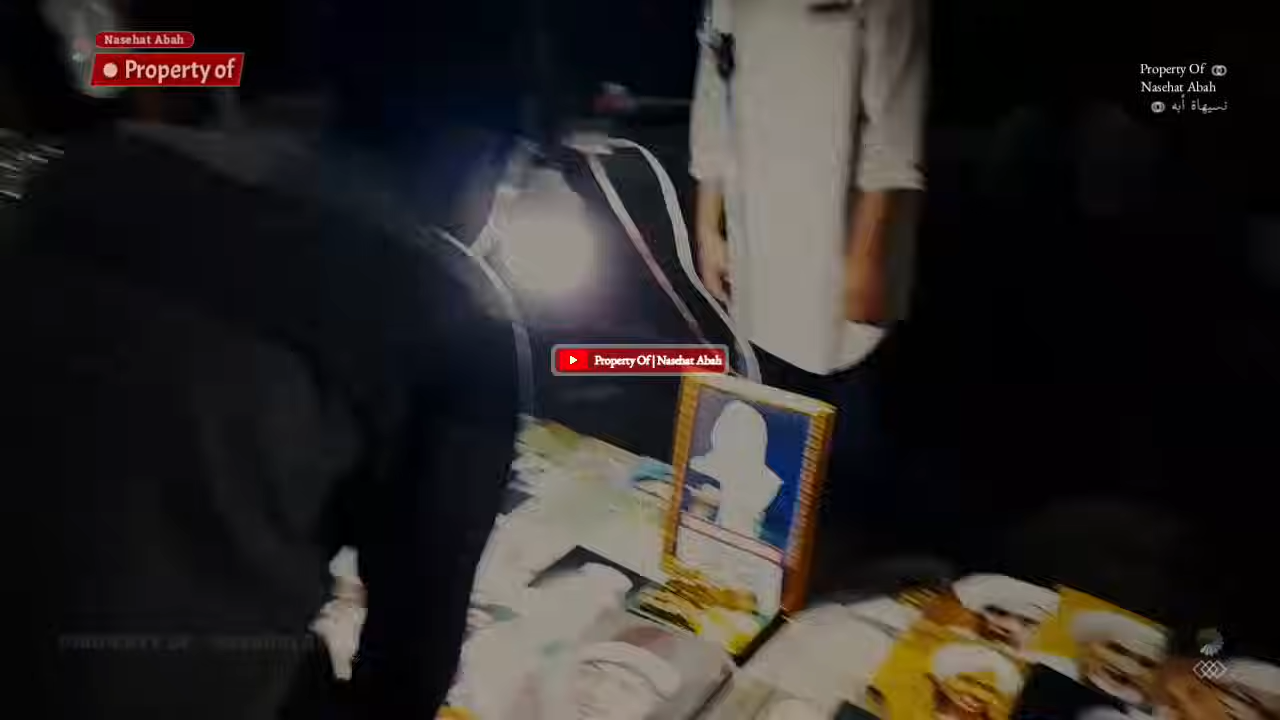 Nasehat Abah
Property of
Property Of
Nasehat Abah
نسيهاة أبه
Property Of | Nasehat Abah